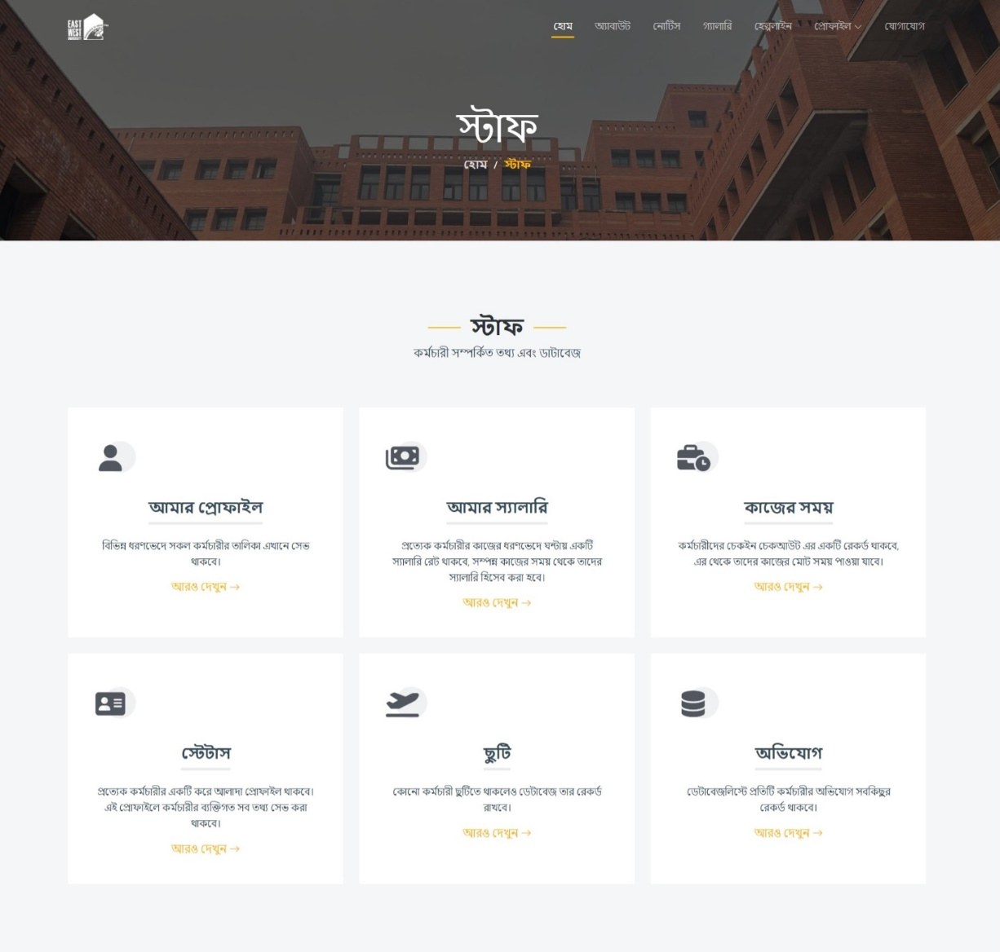 EAST
WEST
UNIVERSITY
হোম অ্যাবাউট নোটিস গ্যালারি হেল্পলাইন প্রোফাইল যোগাযোগ
স্টাফ
হোম / স্টাফ
স্টাফ
কর্মচারী সম্পর্কিত তথ্য এবং ডাটাবেজ
আমার প্রোফাইল
বিভিন্ন ধরণভেদে সকল কর্মচারীর তালিকা এখানে সেভ
থাকবে।
আরও দেখুন →
আমার স্যালারি
প্রত্যেক কর্মচারীর কাজের ধরণভেদে ঘন্টায় একটি
স্যালারি রেট থাকবে, সম্পন্ন কাজের সময় থেকে তাদের
স্যালারি হিসেব করা হবে।
আরও দেখুন →
কাজের সময়
কর্মচারীদের চেকইন চেকআউট এর একটি রেকর্ড থাকবে,
এর থেকে তাদের কাজের মোট সময় পাওয়া যাবে।
আরও দেখুন →
স্টেটাস
প্রত্যেক কর্মচারীর একটি করে আলাদা প্রোফাইল থাকবে।
এই প্রোফাইলে কর্মচারীর ব্যক্তিগত সব তথ্য সেভ করা
থাকবে।
আরও দেখুন →
ছুটি
কোনো কর্মচারী ছুটিতে থাকলেও ডেটাবেজ তার রেকর্ড
রাখবে।
আরও দেখুন →
অভিযোগ
ডেটাবেজলিস্টে প্রতিটি কর্মচারীর অভিযোগ সবকিছুর
রেকর্ড থাকবে।
আরও দেখুন →